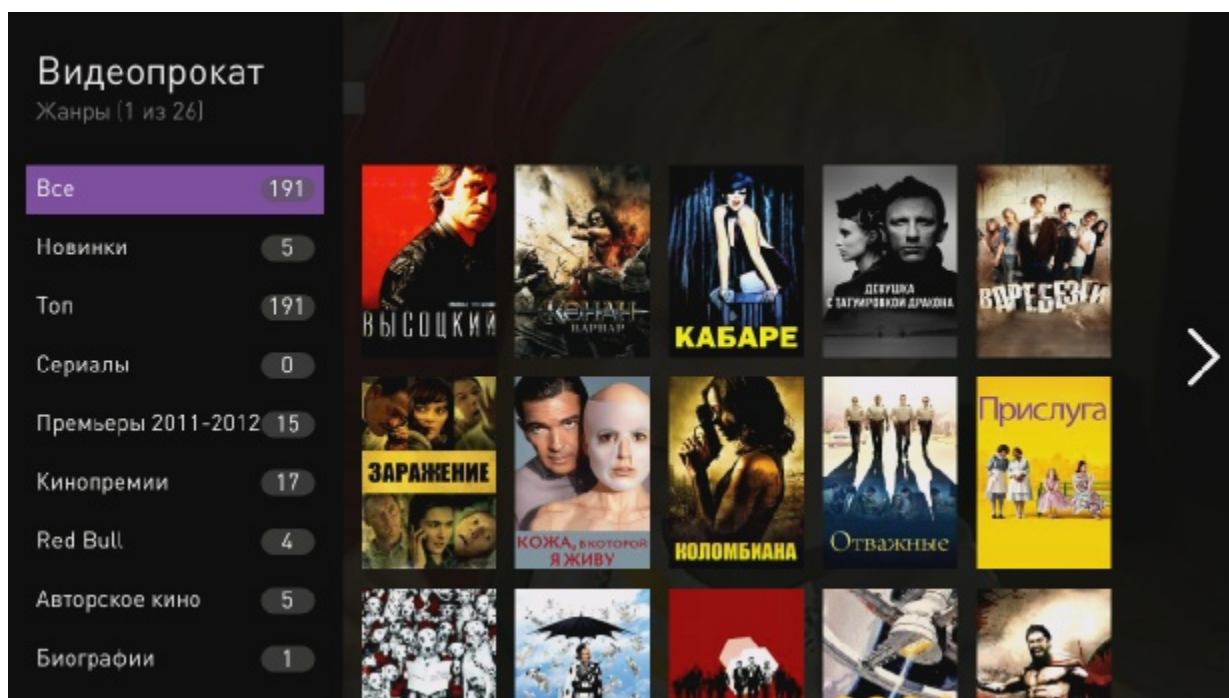 Видеопрокат
Жанры (1 из 26)
Все 191
Новинки 5
Топ 191
Сериалы 0
Премьеры 2011-2012 15
Кинопремии 17
Red Bull 4
Авторское кино 5
Биографии 1
ВЫСОЦКИЙ
КОНАН
ВАРВАР
КАБАРЕ
ДЕВУШКА
С ТАТУИРОВКОЙ ДРАКОНА
ВДРЕБЕЗГИ
ЗАРАЖЕНИЕ
КОЖА, В КОТОРОЙ
Я ЖИВУ
КОЛОМБИАНА
Отважные
Прислуга